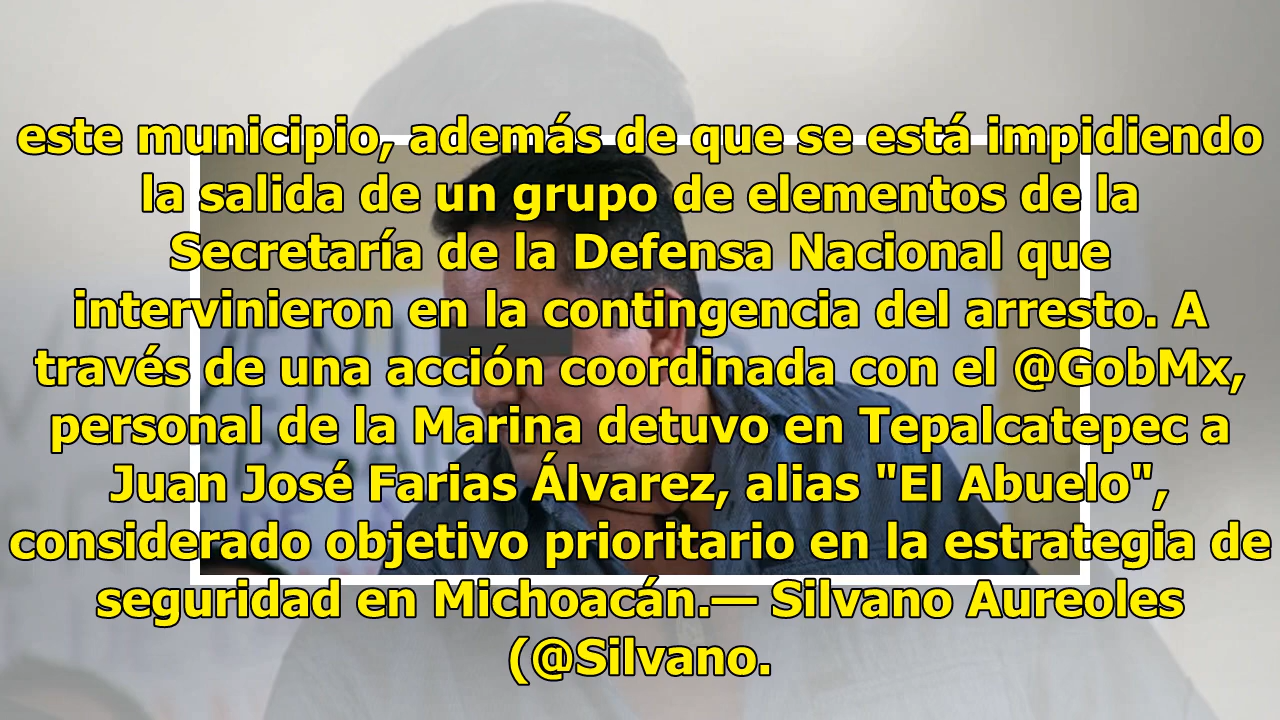 este municipio, además de que se está impidiendo
la salida de un grupo de elementos de la
Secretaría de la Defensa Nacional que
intervinieron en la contingencia del arresto. A
través de una acción coordinada con el @GobMx,
personal de la Marina detuvo en Tepalcatepec a
Juan José Farias Álvarez, alias "El Abuelo",
considerado objetivo prioritario en la estrategia de
seguridad en Michoacán.— Silvano Aureoles
(@Silvano.